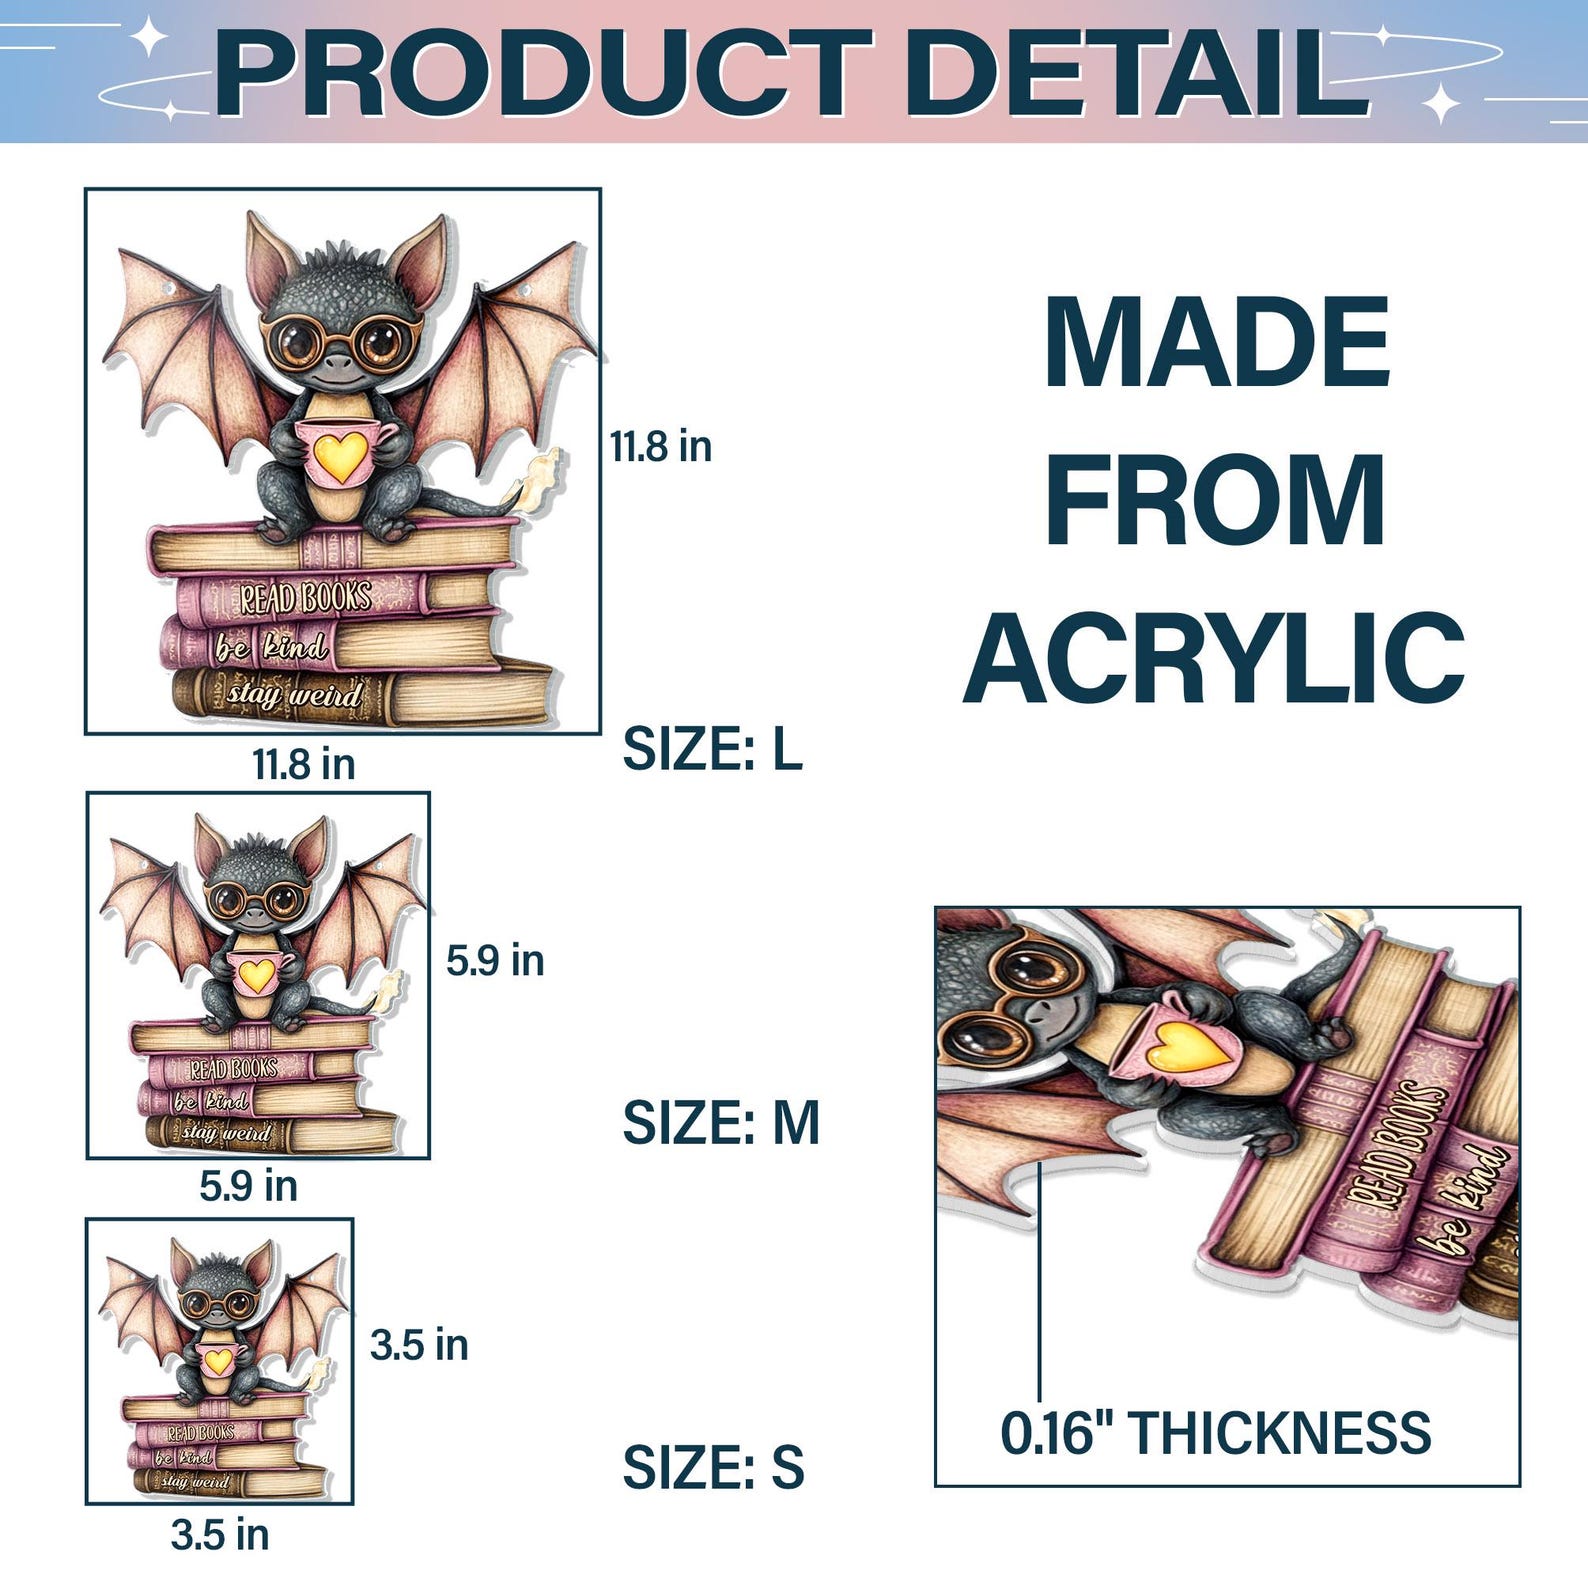 PRODUCT DETAIL
READ BOOKS
be kind
stay weird
11.8 in
11.8 in
SIZE: L
MADE
FROM
ACRYLIC
READ BOOKS
be kind
stay weird
5.9 in
5.9 in
SIZE: M
READ BOOKS
be kind
stay weird
3.5 in
3.5 in
SIZE: S
READ BOOKS
be kind
0.16" THICKNESS